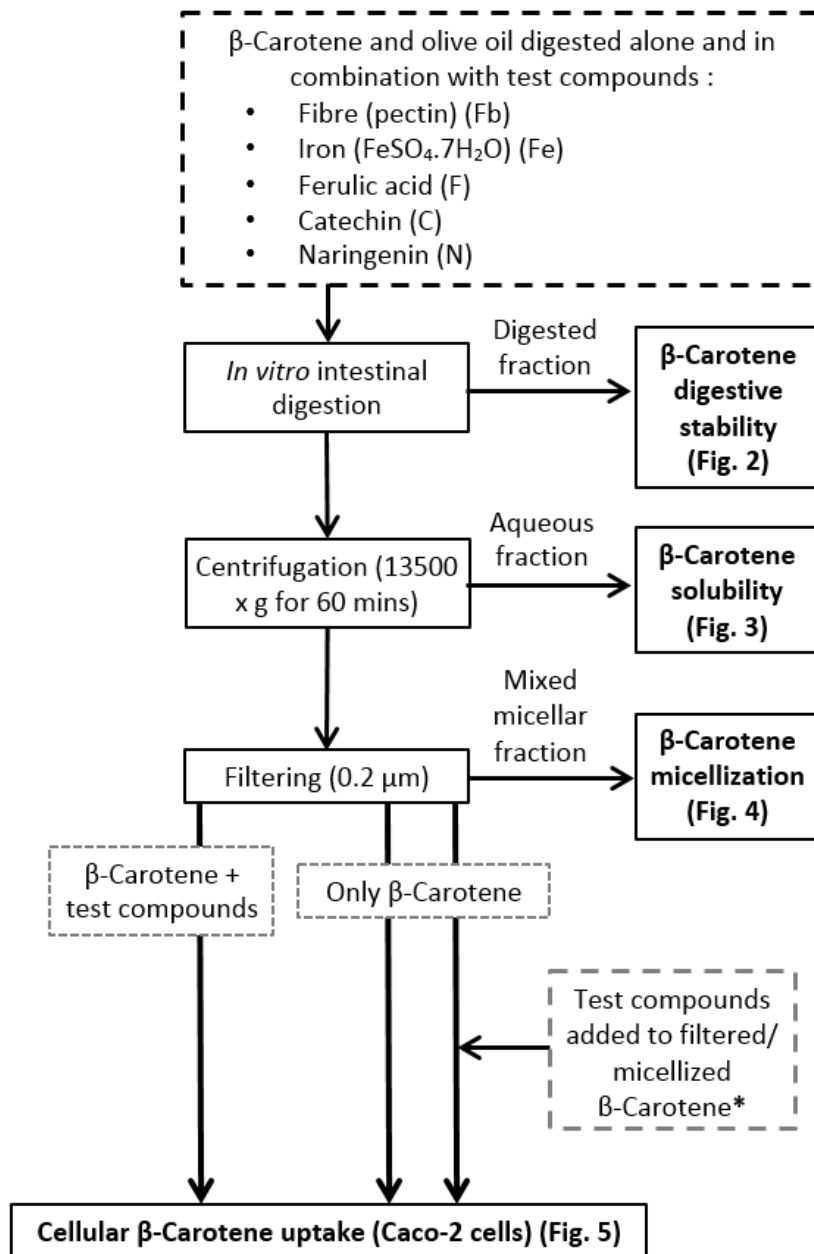 β-Carotene and olive oil digested alone and in
combination with test compounds :
• Fibre (pectin) (Fb)
• Iron (FeSO₄.7H₂O) (Fe)
• Ferulic acid (F)
• Catechin (C)
• Naringenin (N)
In vitro intestinal
digestion
Digested
fraction
β-Carotene
digestive
stability
(Fig. 2)
Centrifugation (13500
x g for 60 mins)
Aqueous
fraction
β-Carotene
solubility
(Fig. 3)
Filtering (0.2 µm)
Mixed
micellar
fraction
β-Carotene
micellization
(Fig. 4)
β-Carotene +
test compounds
Only β-Carotene
Test compounds
added to filtered/
micellized
β-Carotene*
Cellular β-Carotene uptake (Caco-2 cells) (Fig. 5)